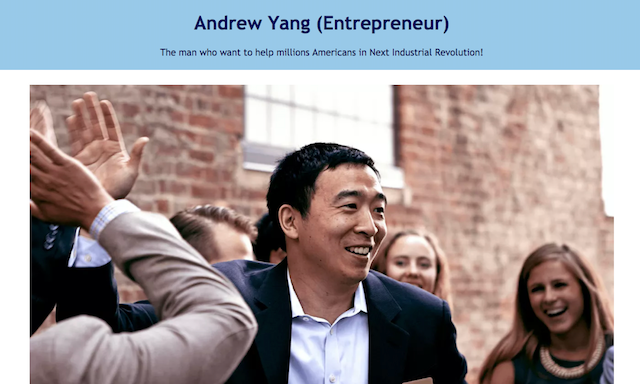 Andrew Yang (Entrepreneur)
The man who want to help millions Americans in Next Industrial Revolution!